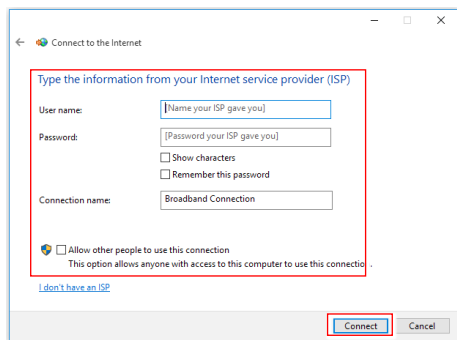 Connect to the Internet
Type the information from your Internet service provider (ISP)
User name:
[Name your ISP gave you]
Password:
[Password your ISP gave you]
Show characters
Remember this password
Connection name:
Broadband Connection
Allow other people to use this connection
This option allows anyone with access to this computer to use this connectio .
I don't have an ISP
Connect Cancel